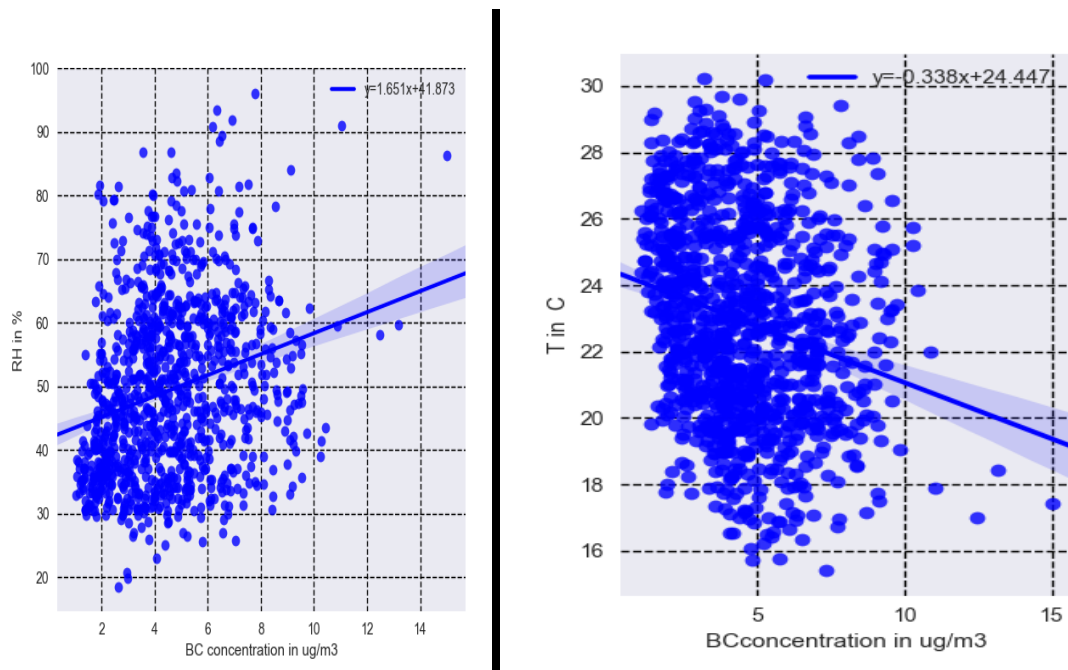 100
90
80
70
60
50
40
30
20
RH in %
2 4 6 8 10 12 14
BC concentration in ug/m3
y=1.651x+41.873
30
28
26
24
22
20
18
16
T in C
5 10 15
BCconcentration in ug/m3
y=-0.338x+24.447